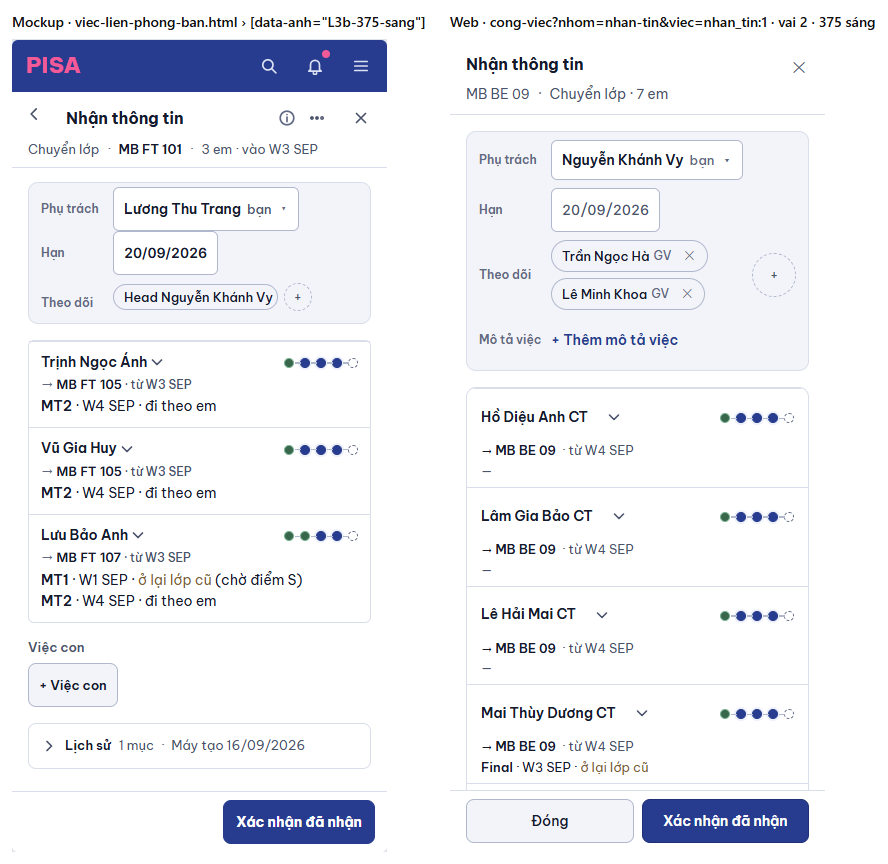 Mockup · viec-lien-phong-ban.html › [data-anh="L3b-375-sang"]
PISA
Nhận thông tin
Chuyển lớp · MB FT 101 · 3 em · vào W3 SEP
Phụ trách Lương Thu Trang bạn
Hạn 20/09/2026
Theo dõi Head Nguyễn Khánh Vy +
Trịnh Ngọc Ánh
→ MB FT 105 · từ W3 SEP
MT2 · W4 SEP · đi theo em
Vũ Gia Huy
→ MB FT 105 · từ W3 SEP
MT2 · W4 SEP · đi theo em
Lưu Bảo Anh
→ MB FT 107 · từ W3 SEP
MT1 · W1 SEP · ở lại lớp cũ (chờ điểm S)
MT2 · W4 SEP · đi theo em
Việc con
+ Việc con
Lịch sử 1 mục · Máy tạo 16/09/2026
Xác nhận đã nhận
Web · cong-viec?nhom=nhan-tin&viec=nhan_tin:1 · vai 2 · 375 sáng
Nhận thông tin
MB BE 09 · Chuyển lớp · 7 em
Phụ trách Nguyễn Khánh Vy bạn
Hạn 20/09/2026
Theo dõi Trần Ngọc Hà GV
Lê Minh Khoa GV
+
Mô tả việc + Thêm mô tả việc
Hồ Diệu Anh CT
→ MB BE 09 · từ W4 SEP
—
Lâm Gia Bảo CT
→ MB BE 09 · từ W4 SEP
—
Lê Hải Mai CT
→ MB BE 09 · từ W4 SEP
—
Mai Thùy Dương CT
→ MB BE 09 · từ W4 SEP
Final · W3 SEP · ở lại lớp cũ
Đóng
Xác nhận đã nhận